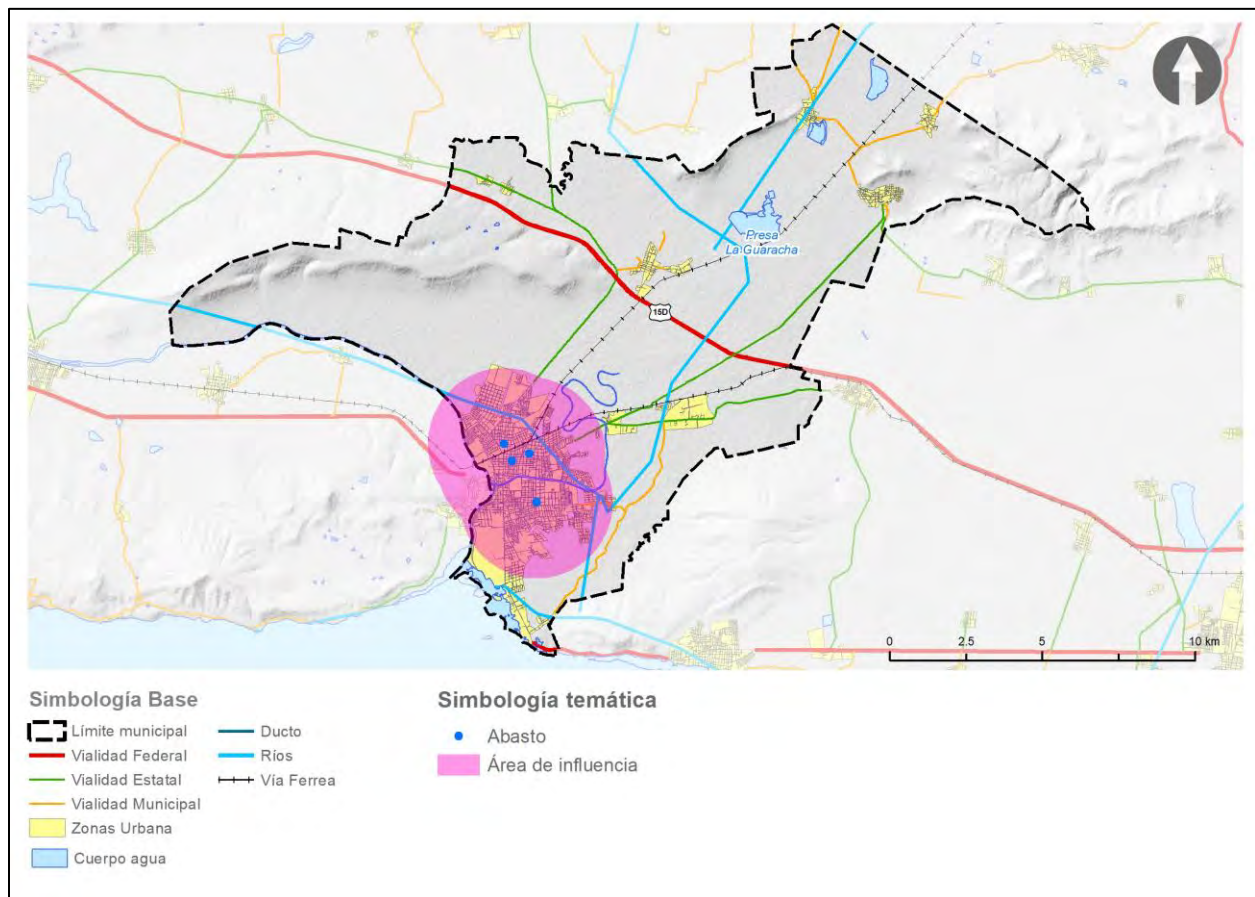 Presa
La Guaracha
15D
0 2.5 5 10 km
Simbología Base
Límite municipal
Vialidad Federal
Vialidad Estatal
Vialidad Municipal
Zonas Urbana
Cuerpo agua
Ducto
Ríos
Vía Ferrea
Simbología temática
Abasto
Área de influencia